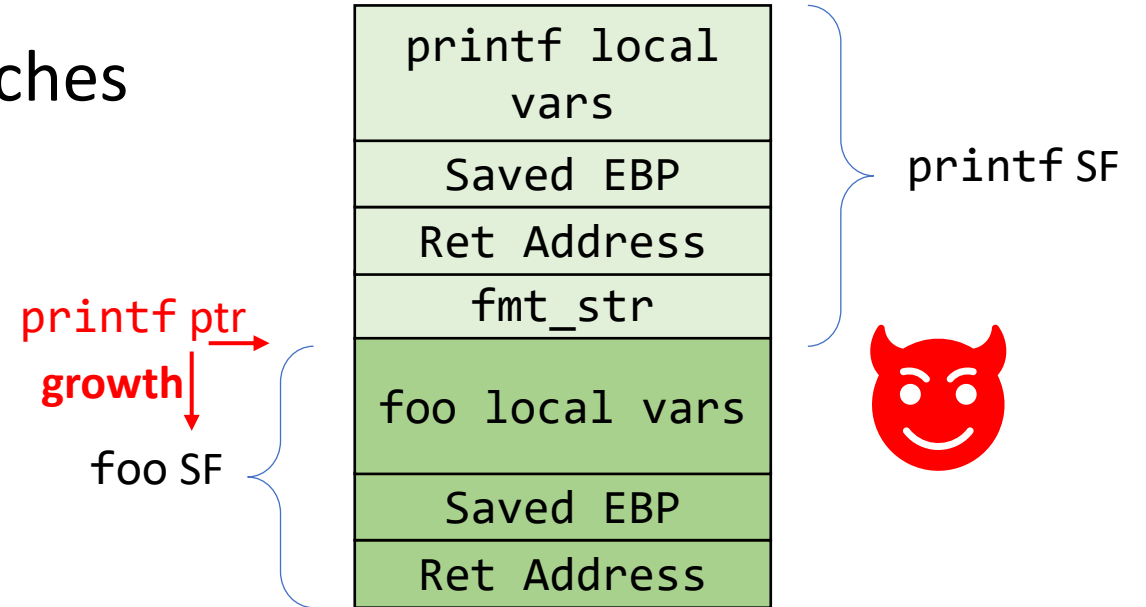 ches
printf local
vars
Saved EBP
printf SF
Ret Address
fmt_str
printf ptr
growth
foo local vars
foo SF
Saved EBP
Ret Address